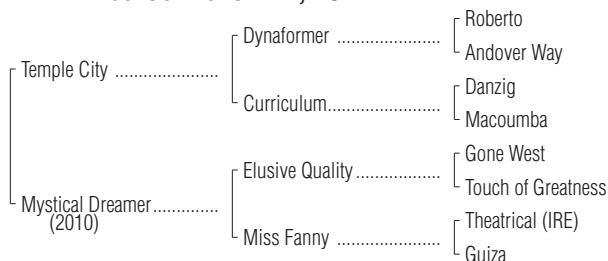 Roberto
Dynaformer
Andover Way
Temple City
Danzig
Curriculum
Macoumba
Gone West
Elusive Quality
Touch of Greatness
Mystical Dreamer
(2010)
Theatrical (IRE)
Miss Fanny
Guiza